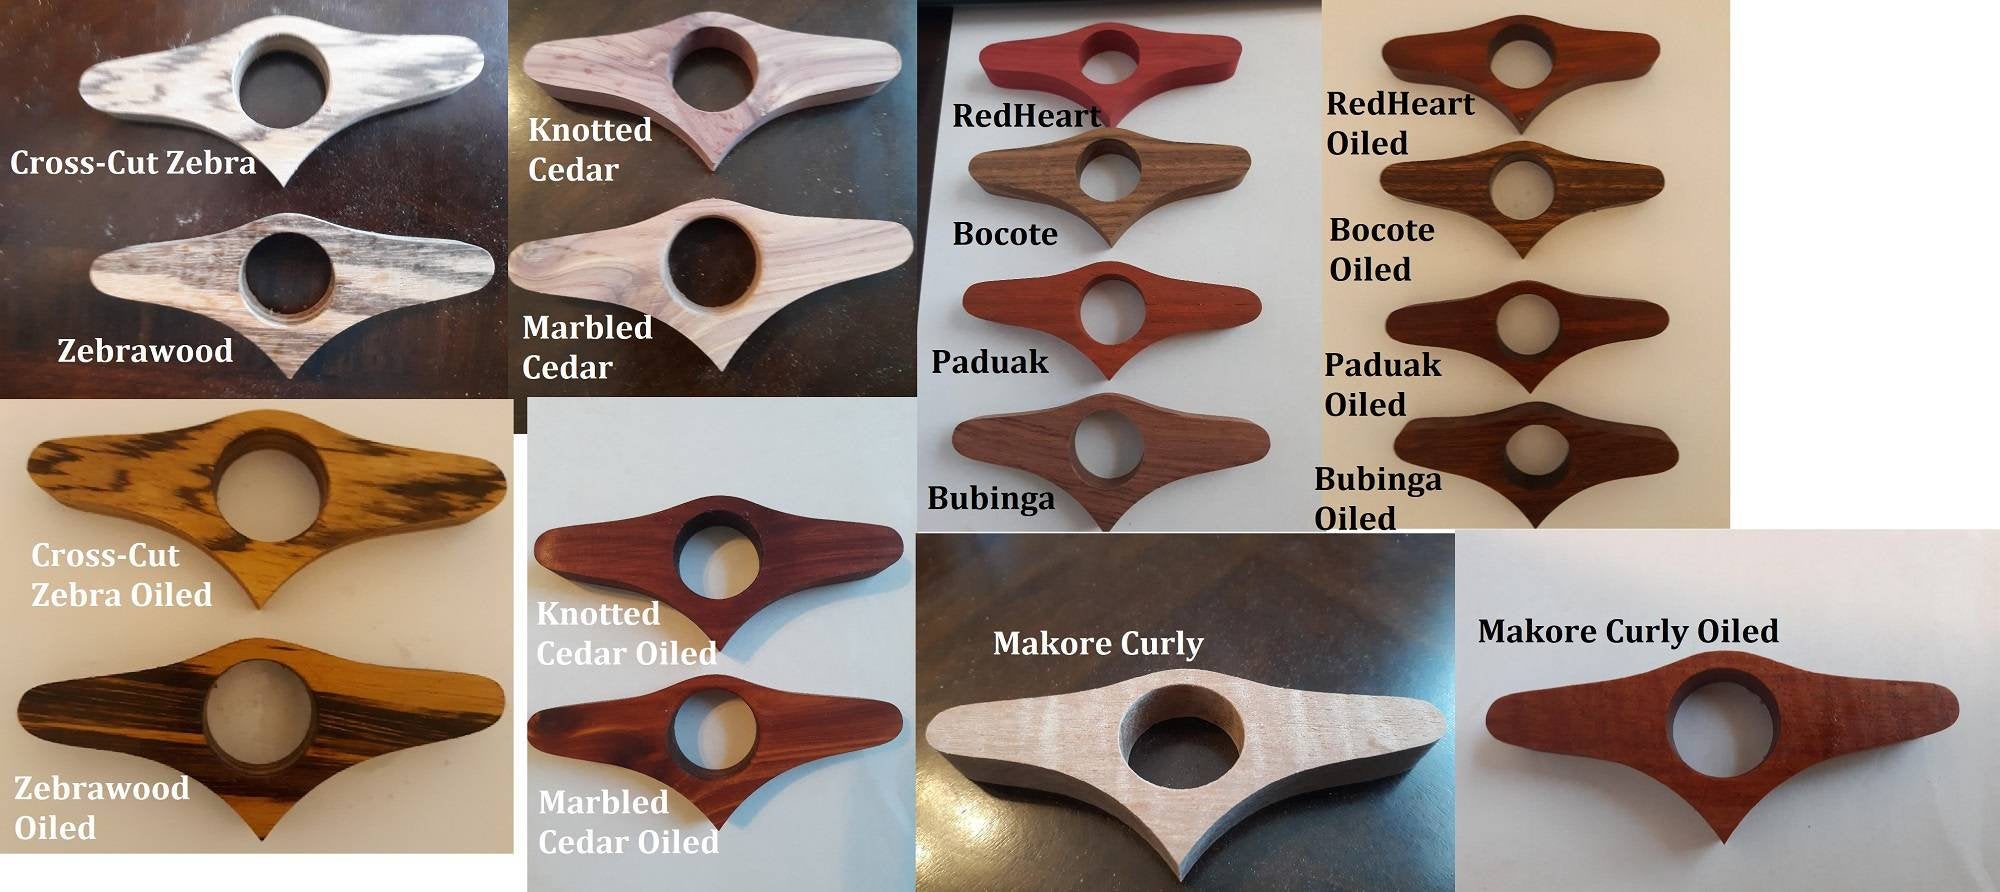 Cross-Cut Zebra
Zebrawood
Knotted
Cedar
Marbled
Cedar
RedHeart
Bocote
Paduak
Bubinga
RedHeart
Oiled
Bocote
Oiled
Paduak
Oiled
Bubinga
Oiled
Cross-Cut
Zebra Oiled
Zebrawood
Oiled
Knotted
Cedar Oiled
Marbled
Cedar Oiled
Makore Curly
Makore Curly Oiled